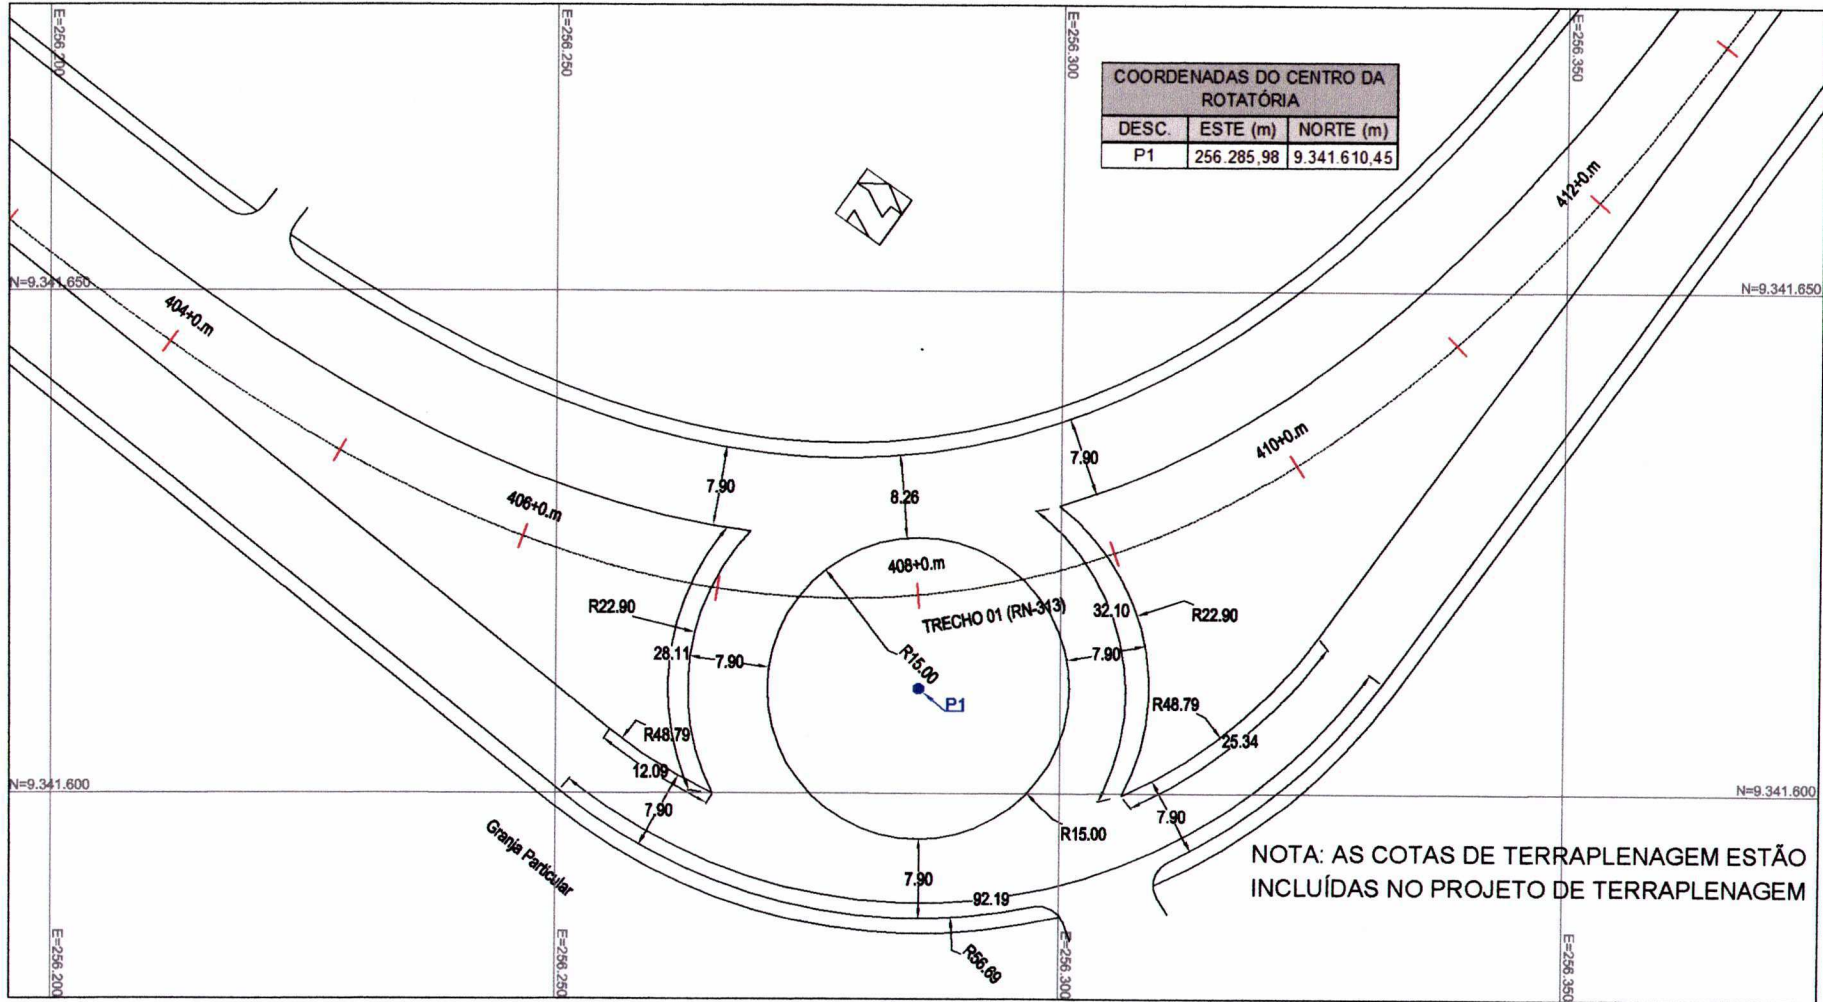 E=256.200
E=256.250
E=256.300
E=256.350
COORDENADAS DO CENTRO DA
ROTATÓRIA
DESC. ESTE (m) NORTE (m)
P1 256.285,98 9.341.610,45
412+0.m
N
N=9.341.650
N=9.341.650
404+0.m
410+0.m
7.90
7.90
8.26
406+0.m
408+0.m
R22.90
TRECHO 01 (RN-313)
32.10
R22.90
28.11
7.90
R15.00
7.90
P1
R48.79
R48.79
25.34
12.09
N=9.341.600
N=9.341.600
7.90
7.90
R15.00
Granja Particular
NOTA: AS COTAS DE TERRAPLENAGEM ESTÃO
INCLUÍDAS NO PROJETO DE TERRAPLENAGEM
7.90
92.19
R56.69
E=256.200
E=256.250
E=256.300
E=256.350